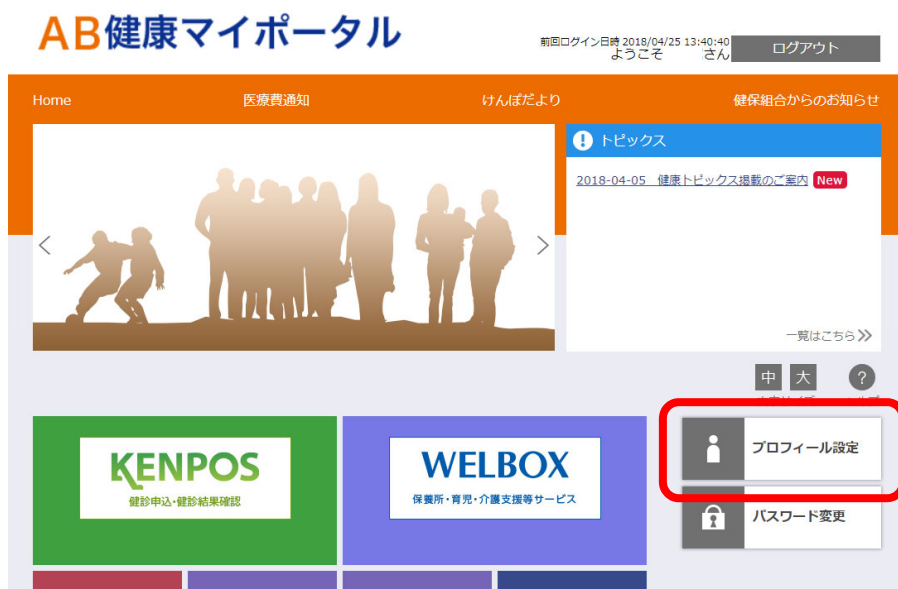 AB健康マイポータル
前回ログイン日時 2018/04/25 13:40:40
ようこそ さん
ログアウト
Home 医療費通知 けんぽだより 健保組合からのお知らせ
トピックス
2018-04-05 健康トピックス掲載のご案内 New
一覧はこちら
中 大 ?
プロフィール設定
KENPOS
健診申込・健診結果確認
WELBOX
保養所・育児・介護支援等サービス
パスワード変更